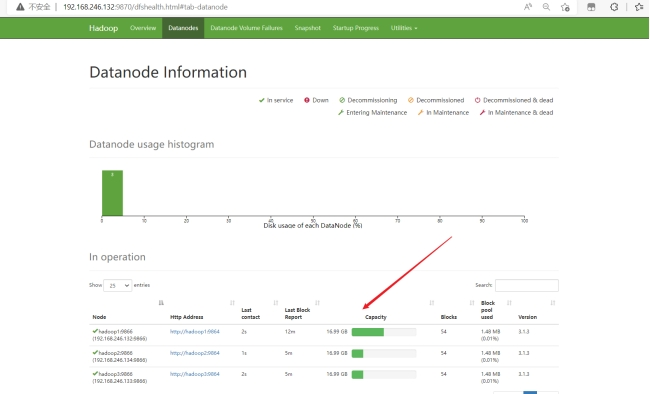 不安全 | 192.168.246.132:9870/dfshealth.html#tab-datanode
Hadoop Overview Datanodes Datanode Volume Failures Snapshot Startup Progress Utilities
Datanode Information
In service Down Decommissioning Decommissioned Decommissioned & dead
Entering Maintenance In Maintenance In Maintenance & dead
Datanode usage histogram
0 10 20 30 40 50 60 70 80 90 100
Disk usage of each DataNode (%)
In operation
Show 25 entries Search:
Node Http Address Last contact Last Block Report Capacity Blocks Block pool used Version
hadoop1:9866 http://hadoop1:9864 2s 12m 16.99 GB 54 1.48 MB 3.1.3
(192.168.246.132:9866) (0.01%)
hadoop2:9866 http://hadoop2:9864 1s 5m 16.99 GB 54 1.48 MB 3.1.3
(192.168.246.134:9866) (0.01%)
hadoop3:9866 http://hadoop3:9864 2s 5m 16.99 GB 54 1.48 MB 3.1.3
(192.168.246.133:9866) (0.01%)